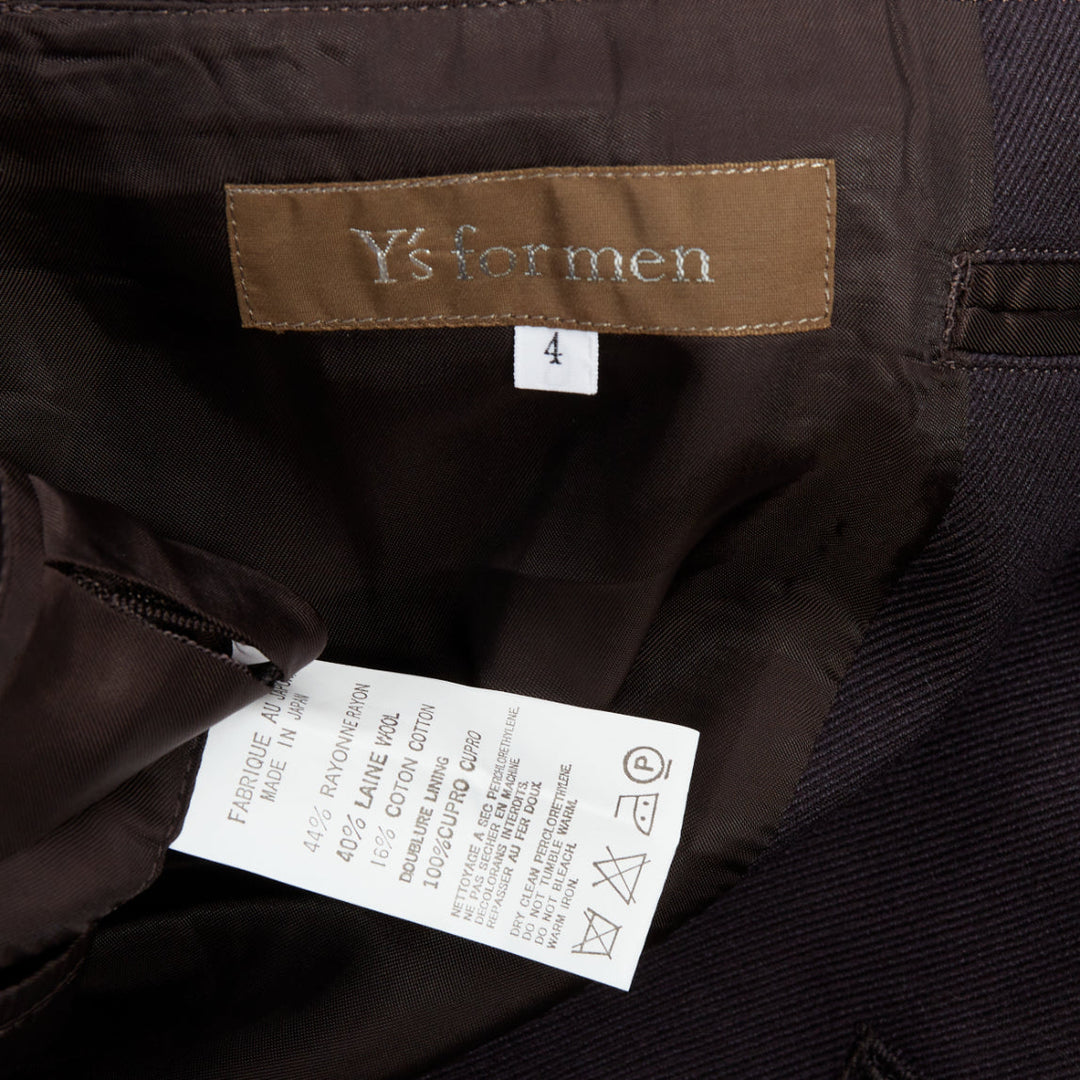 Y's for men
4
FABRIQUE AU JAPON
MADE IN JAPAN
44% RAYONNE RAYON
40% LAINE WOOL
16% COTON COTTON
DOUBLURE LINING
100% CUPRO CUPRO
NETTOYAGE A SEC PERCHLORETHYLENE.
NE PAS SECHER EN MACHINE
DECOLORANS INTERDITS.
REPASSER AU FER DOUX
DRY CLEAN PERCLORETHYLENE.
DO NOT TUMBLE WARM.
DO NOT BLEACH.
WARM IRON.
P